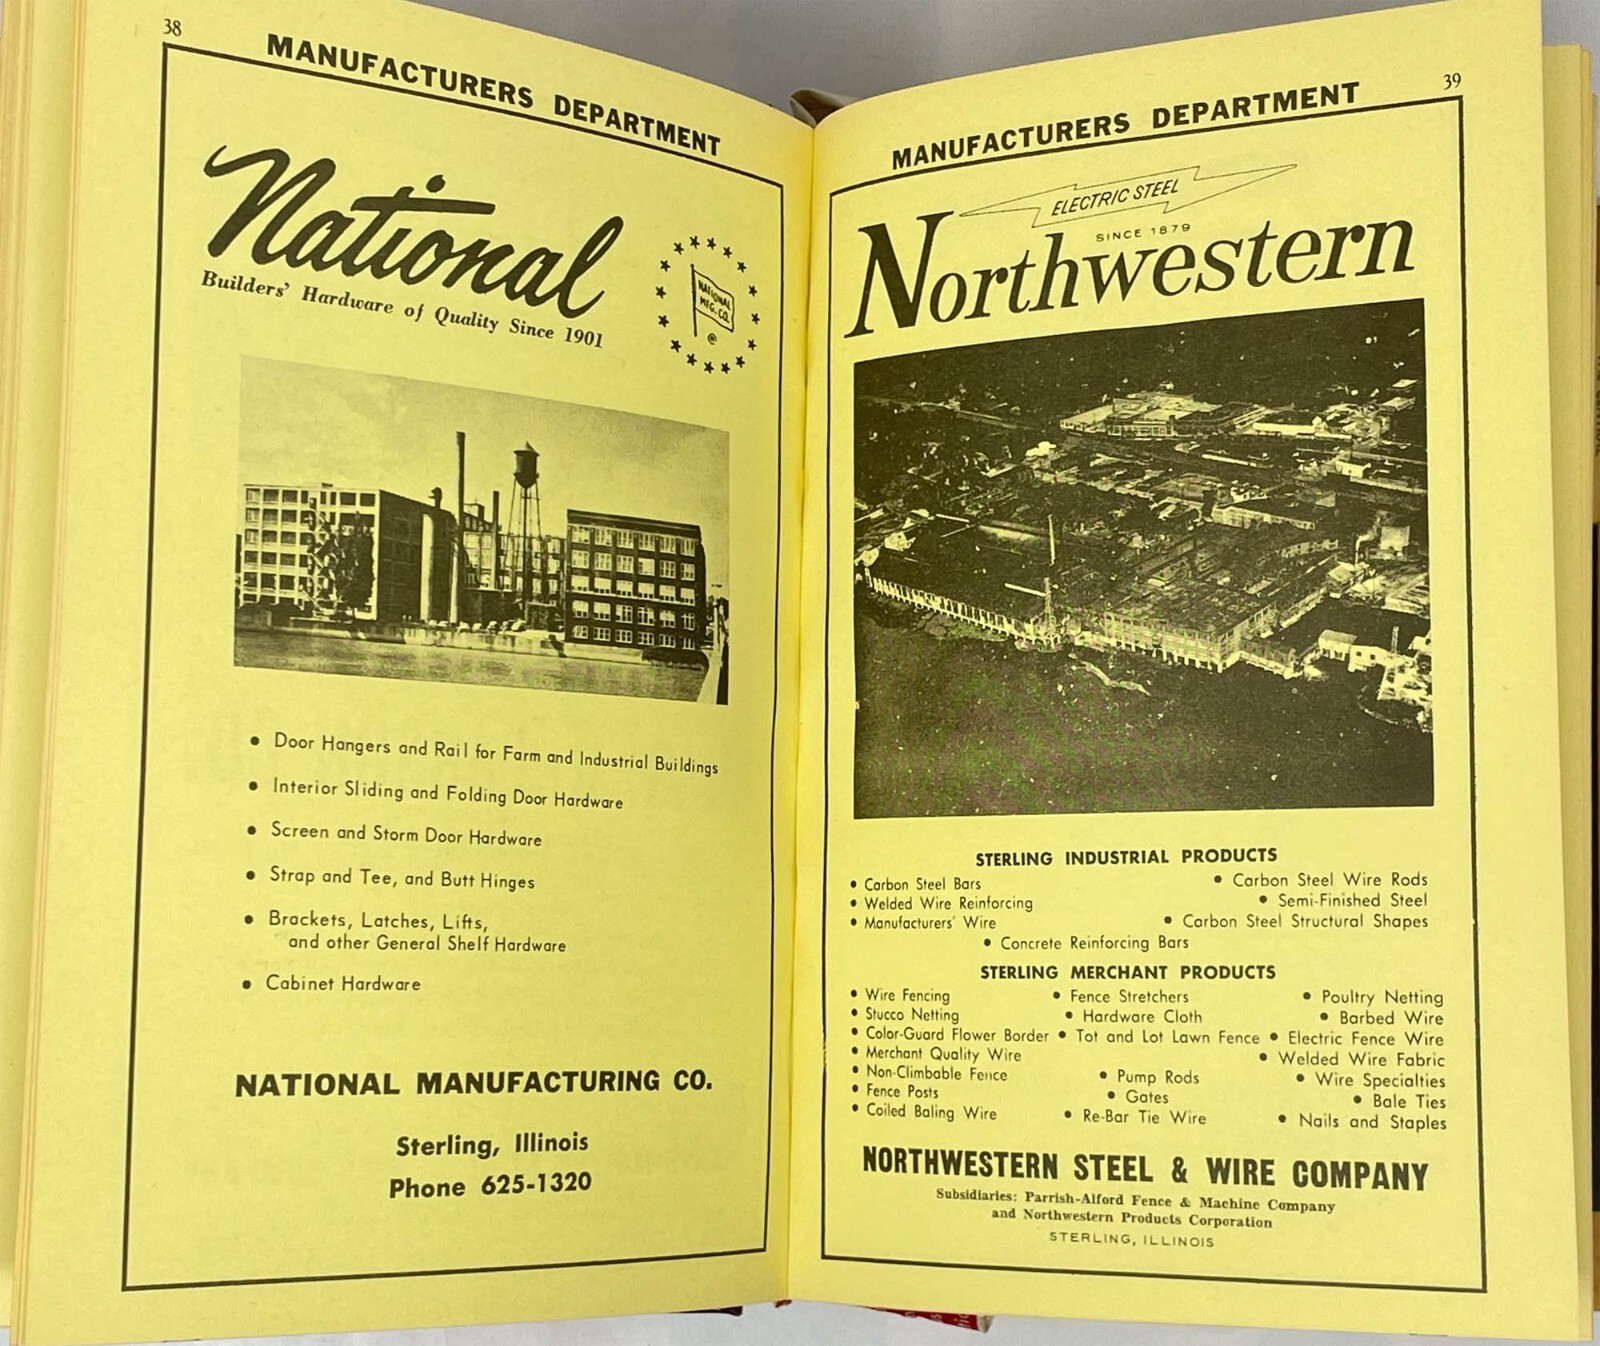 38
MANUFACTURERS DEPARTMENT
National
Builders' Hardware of Quality Since 1901
NATIONAL
MFG. CO.
®
• Door Hangers and Rail for Farm and Industrial Buildings
• Interior Sliding and Folding Door Hardware
• Screen and Storm Door Hardware
• Strap and Tee, and Butt Hinges
• Brackets, Latches, Lifts,
and other General Shelf Hardware
• Cabinet Hardware
NATIONAL MANUFACTURING CO.
Sterling, Illinois
Phone 625-1320
39
MANUFACTURERS DEPARTMENT
ELECTRIC STEEL
SINCE 1879
Northwestern
STERLING INDUSTRIAL PRODUCTS
• Carbon Steel Bars • Carbon Steel Wire Rods
• Welded Wire Reinforcing • Semi-Finished Steel
• Manufacturers' Wire • Carbon Steel Structural Shapes
• Concrete Reinforcing Bars
STERLING MERCHANT PRODUCTS
• Wire Fencing • Fence Stretchers • Poultry Netting
• Stucco Netting • Hardware Cloth • Barbed Wire
• Color-Guard Flower Border • Tot and Lot Lawn Fence • Electric Fence Wire
• Merchant Quality Wire • Welded Wire Fabric
• Non-Climbable Fence • Pump Rods • Wire Specialties
• Fence Posts • Gates • Bale Ties
• Coiled Baling Wire • Re-Bar Tie Wire • Nails and Staples
NORTHWESTERN STEEL & WIRE COMPANY
Subsidiaries: Parrish-Alford Fence & Machine Company
and Northwestern Products Corporation
STERLING, ILLINOIS